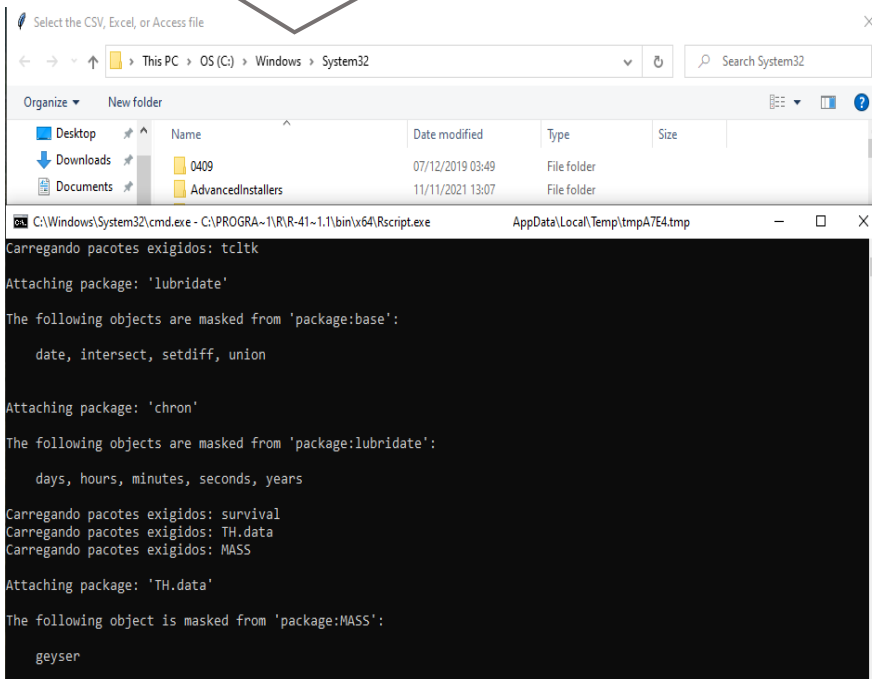 Select the CSV, Excel, or Access file
This PC > OS (C:) > Windows > System32
Search System32
Organize
New folder
Desktop
Name
Date modified
Type
Size
Downloads
0409
07/12/2019 03:49
File folder
Documents
AdvancedInstallers
11/11/2021 13:07
File folder
C:\Windows\System32\cmd.exe - C:\PROGRA~1\R\R-41~1.1\bin\x64\Rscript.exe AppData\Local\Temp\tmpA7E4.tmp
Carregando pacotes exigidos: tcltk
Attaching package: 'lubridate'
The following objects are masked from 'package:base':
date, intersect, setdiff, union
Attaching package: 'chron'
The following objects are masked from 'package:lubridate':
days, hours, minutes, seconds, years
Carregando pacotes exigidos: survival
Carregando pacotes exigidos: TH.data
Carregando pacotes exigidos: MASS
Attaching package: 'TH.data'
The following object is masked from 'package:MASS':
geyser